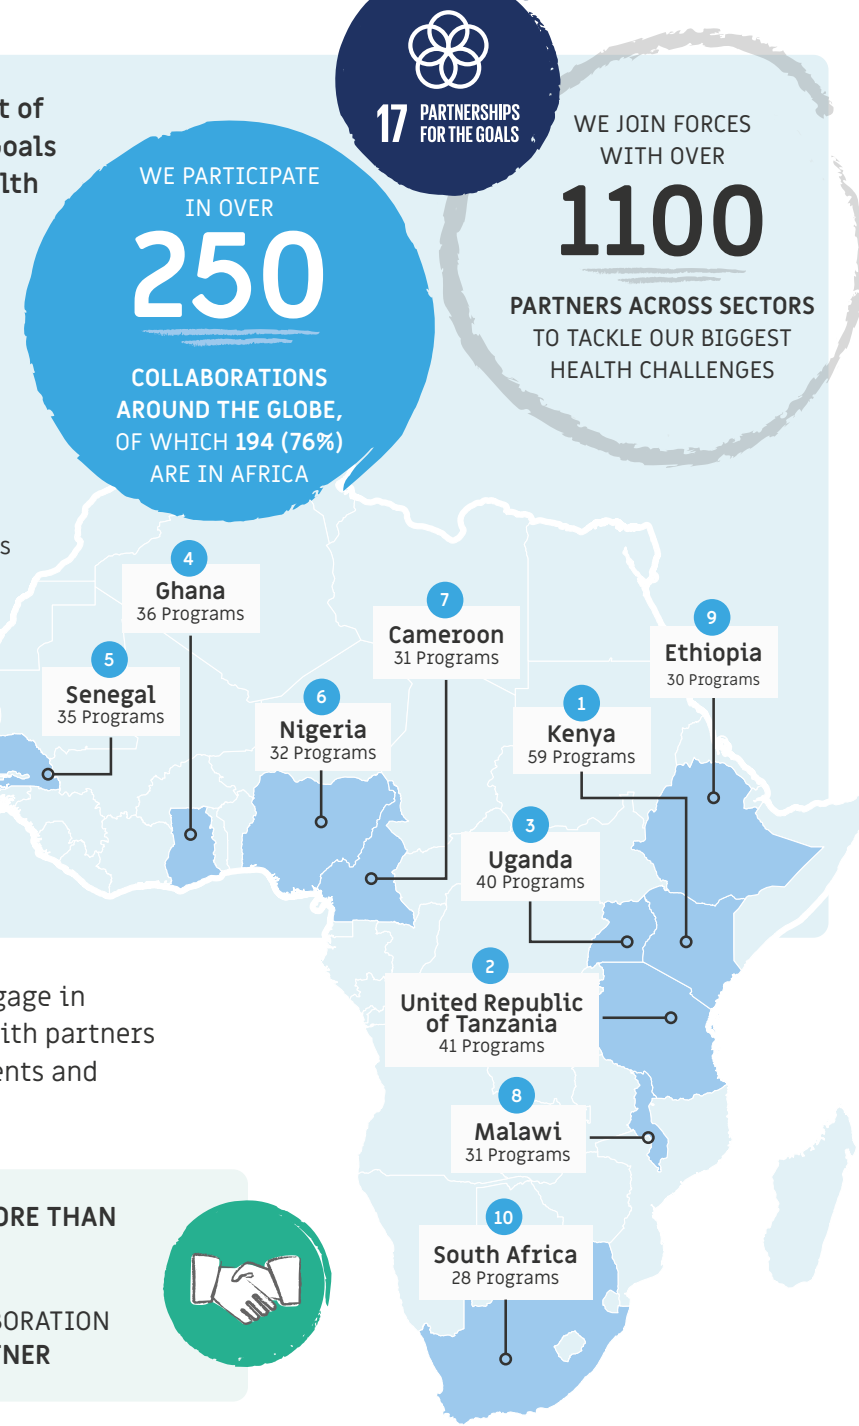 17 PARTNERSHIPS
FOR THE GOALS
t of
oals
lth
WE PARTICIPATE
IN OVER
250
COLLABORATIONS
AROUND THE GLOBE,
OF WHICH 194 (76%)
ARE IN AFRICA
WE JOIN FORCES
WITH OVER
1100
PARTNERS ACROSS SECTORS
TO TACKLE OUR BIGGEST
HEALTH CHALLENGES
s
4
Ghana
36 Programs
7
Cameroon
31 Programs
9
Ethiopia
30 Programs
5
Senegal
35 Programs
6
Nigeria
32 Programs
1
Kenya
59 Programs
3
Uganda
40 Programs
2
United Republic
of Tanzania
41 Programs
gage in
ith partners
ents and
8
Malawi
31 Programs
10
South Africa
28 Programs
ORE THAN
BORATION
TNER